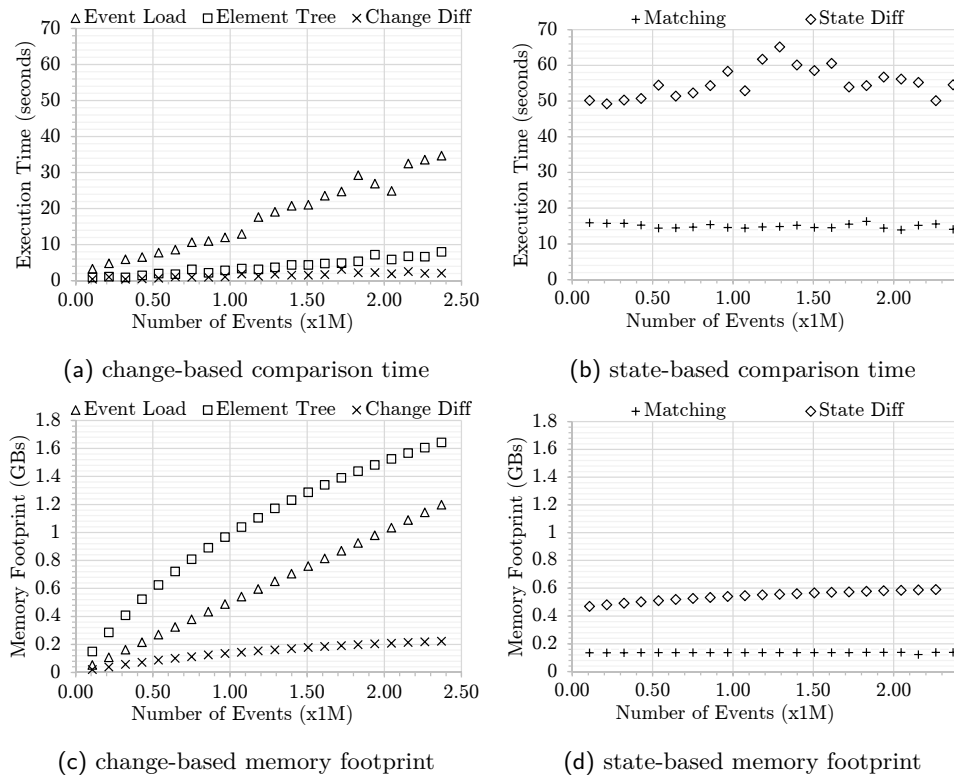 Event Load Element Tree Change Diff
70
60
50
40
30
20
10
0
Execution Time (seconds)
0.00 0.50 1.00 1.50 2.00 2.50
Number of Events (x1M)
(a) change-based comparison time
Matching State Diff
70
60
50
40
30
20
10
0
Execution Time (seconds)
0.00 0.50 1.00 1.50 2.00
Number of Events (x1M)
(b) state-based comparison time
Event Load Element Tree Change Diff
1.8
1.6
1.4
1.2
1
0.8
0.6
0.4
0.2
0
Memory Footprint (GBs)
0.00 0.50 1.00 1.50 2.00 2.50
Number of Events (x1M)
(c) change-based memory footprint
Matching State Diff
1.8
1.6
1.4
1.2
1
0.8
0.6
0.4
0.2
0
Memory Footprint (GBs)
0.00 0.50 1.00 1.50 2.00
Number of Events (x1M)
(d) state-based memory footprint